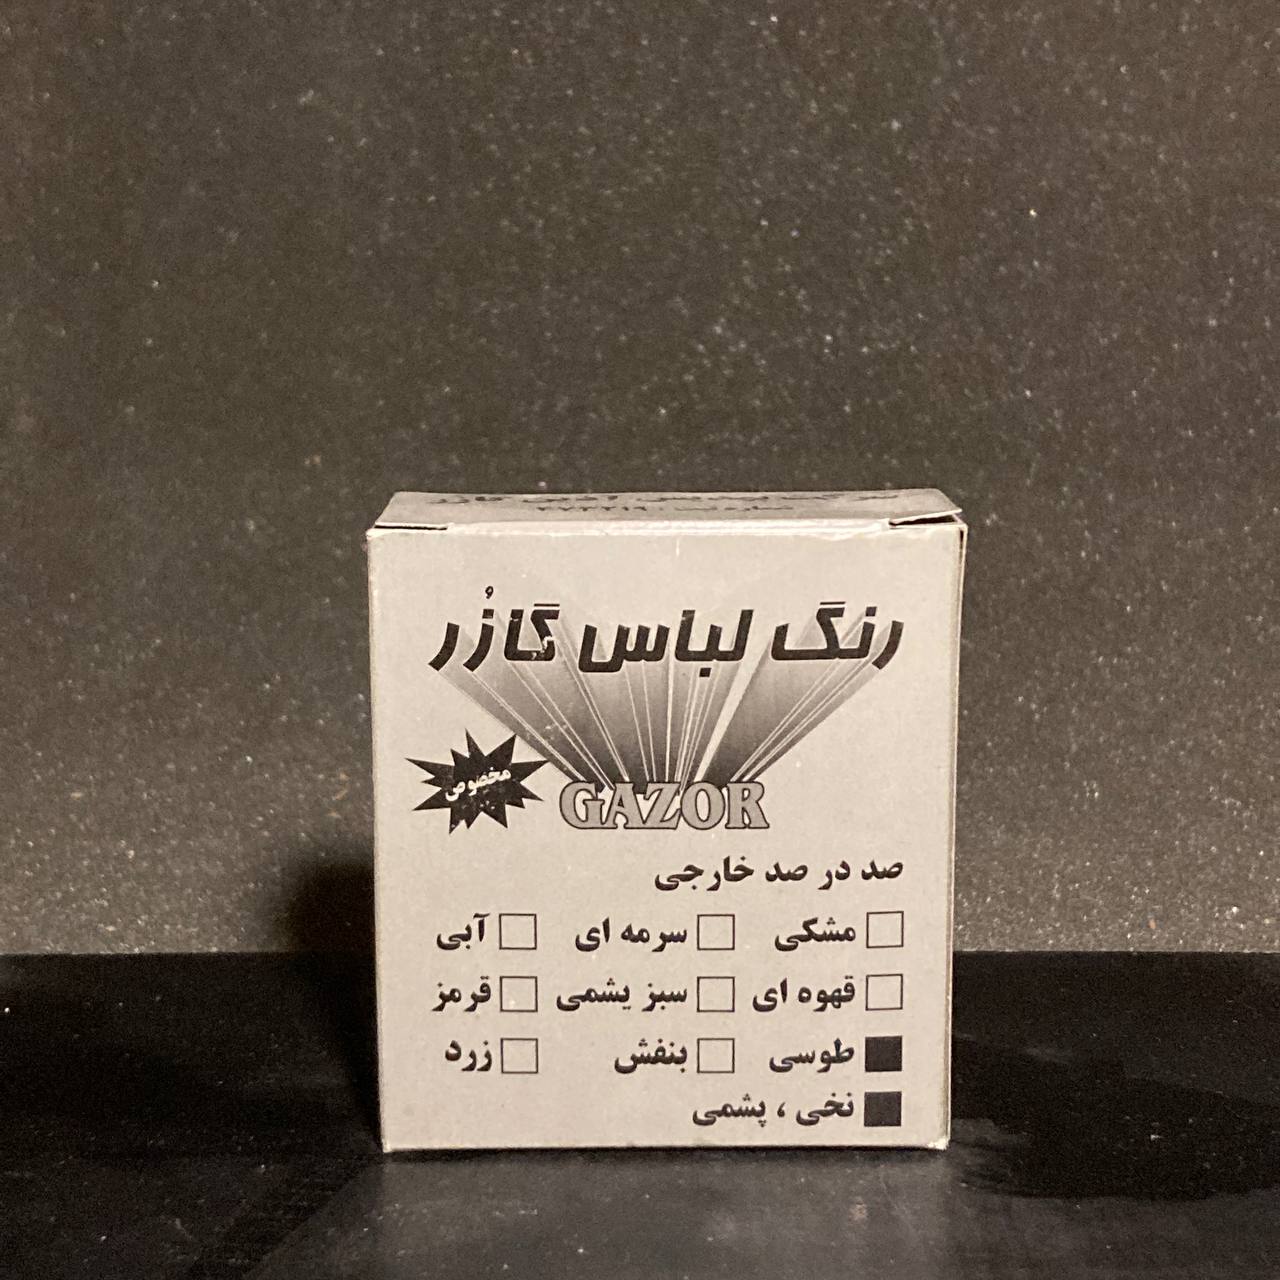 رنگ لباس گازُر
مخصوص
GAZOR
صد در صد خارجی
مشکی سرمه ای آبی
قهوه ای سبز یشمی قرمز
طوسی بنفش زرد
نخی ، پشمی